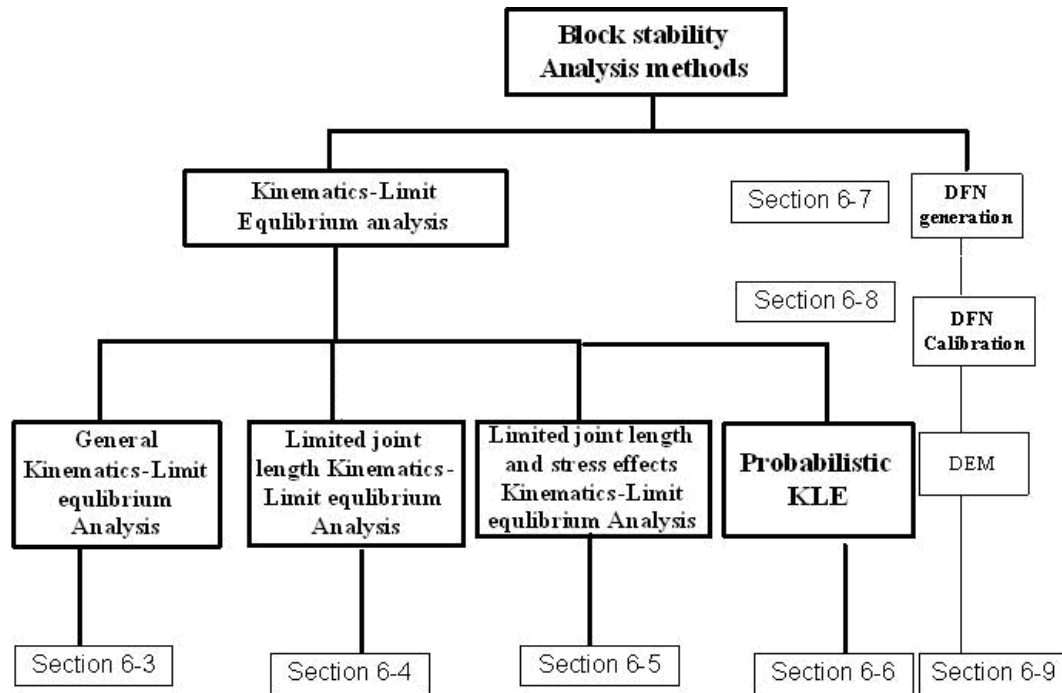 Block stability
Analysis methods
Kinematics-Limit
Equlibrium analysis
Section 6-7
DFN
generation
Section 6-8
DFN
Calibration
General
Kinematics-Limit
equlibrium
Analysis
Limited joint
length Kinematics-
Limit equlibrium
Analysis
Limited joint length
and stress effects
Kinematics-Limit
equlibrium Analysis
Probabilistic
KLE
DEM
Section 6-3
Section 6-4
Section 6-5
Section 6-6
Section 6-9